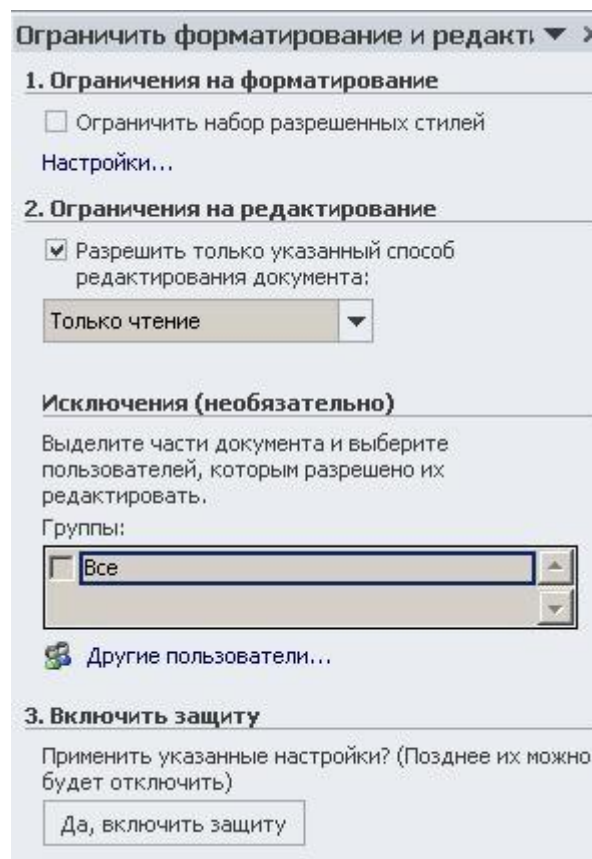 Ограничить форматирование и редакти
1. Ограничения на форматирование
Ограничить набор разрешенных стилей
Настройки...
2. Ограничения на редактирование
Разрешить только указанный способ
редактирования документа:
Только чтение
Исключения (необязательно)
Выделите части документа и выберите
пользователей, которым разрешено их
редактировать.
Группы:
Все
Другие пользователи...
3. Включить защиту
Применить указанные настройки? (Позднее их можно
будет отключить)
Да, включить защиту